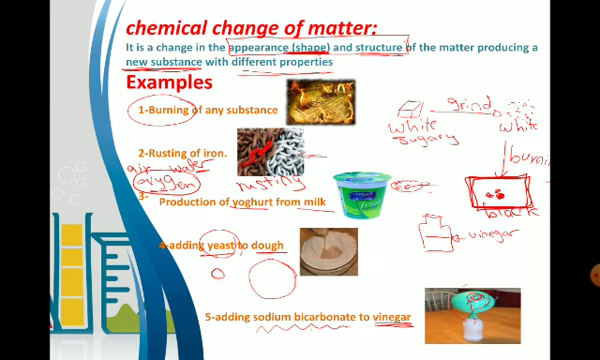 chemical change of matter:
It is a change in the appearance (shape) and structure of the matter producing a
new substance with different properties
Examples
1-Burning of any substance
grind
white
sugary
white
2-Rusting of iron.
air water
oxygen
rusting
burning
3-
Production of yoghurt from milk
black
vinegar
4-adding yeast to dough
5-adding sodium bicarbonate to vinegar